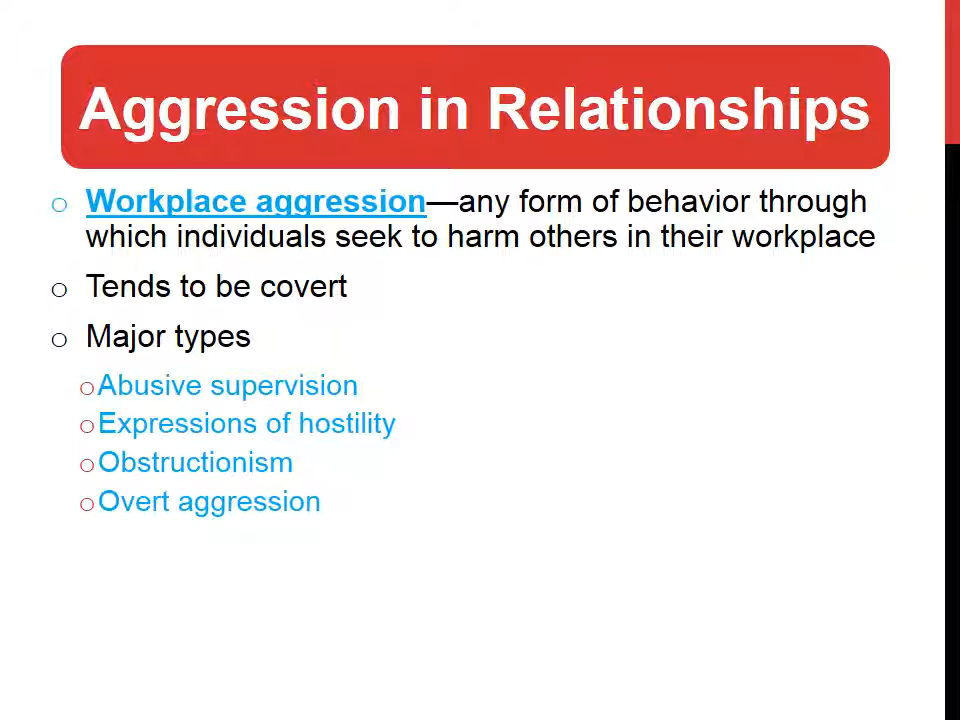 Aggression in Relationships
o Workplace aggression—any form of behavior through
which individuals seek to harm others in their workplace
o Tends to be covert
o Major types
o Abusive supervision
o Expressions of hostility
o Obstructionism
o Overt aggression